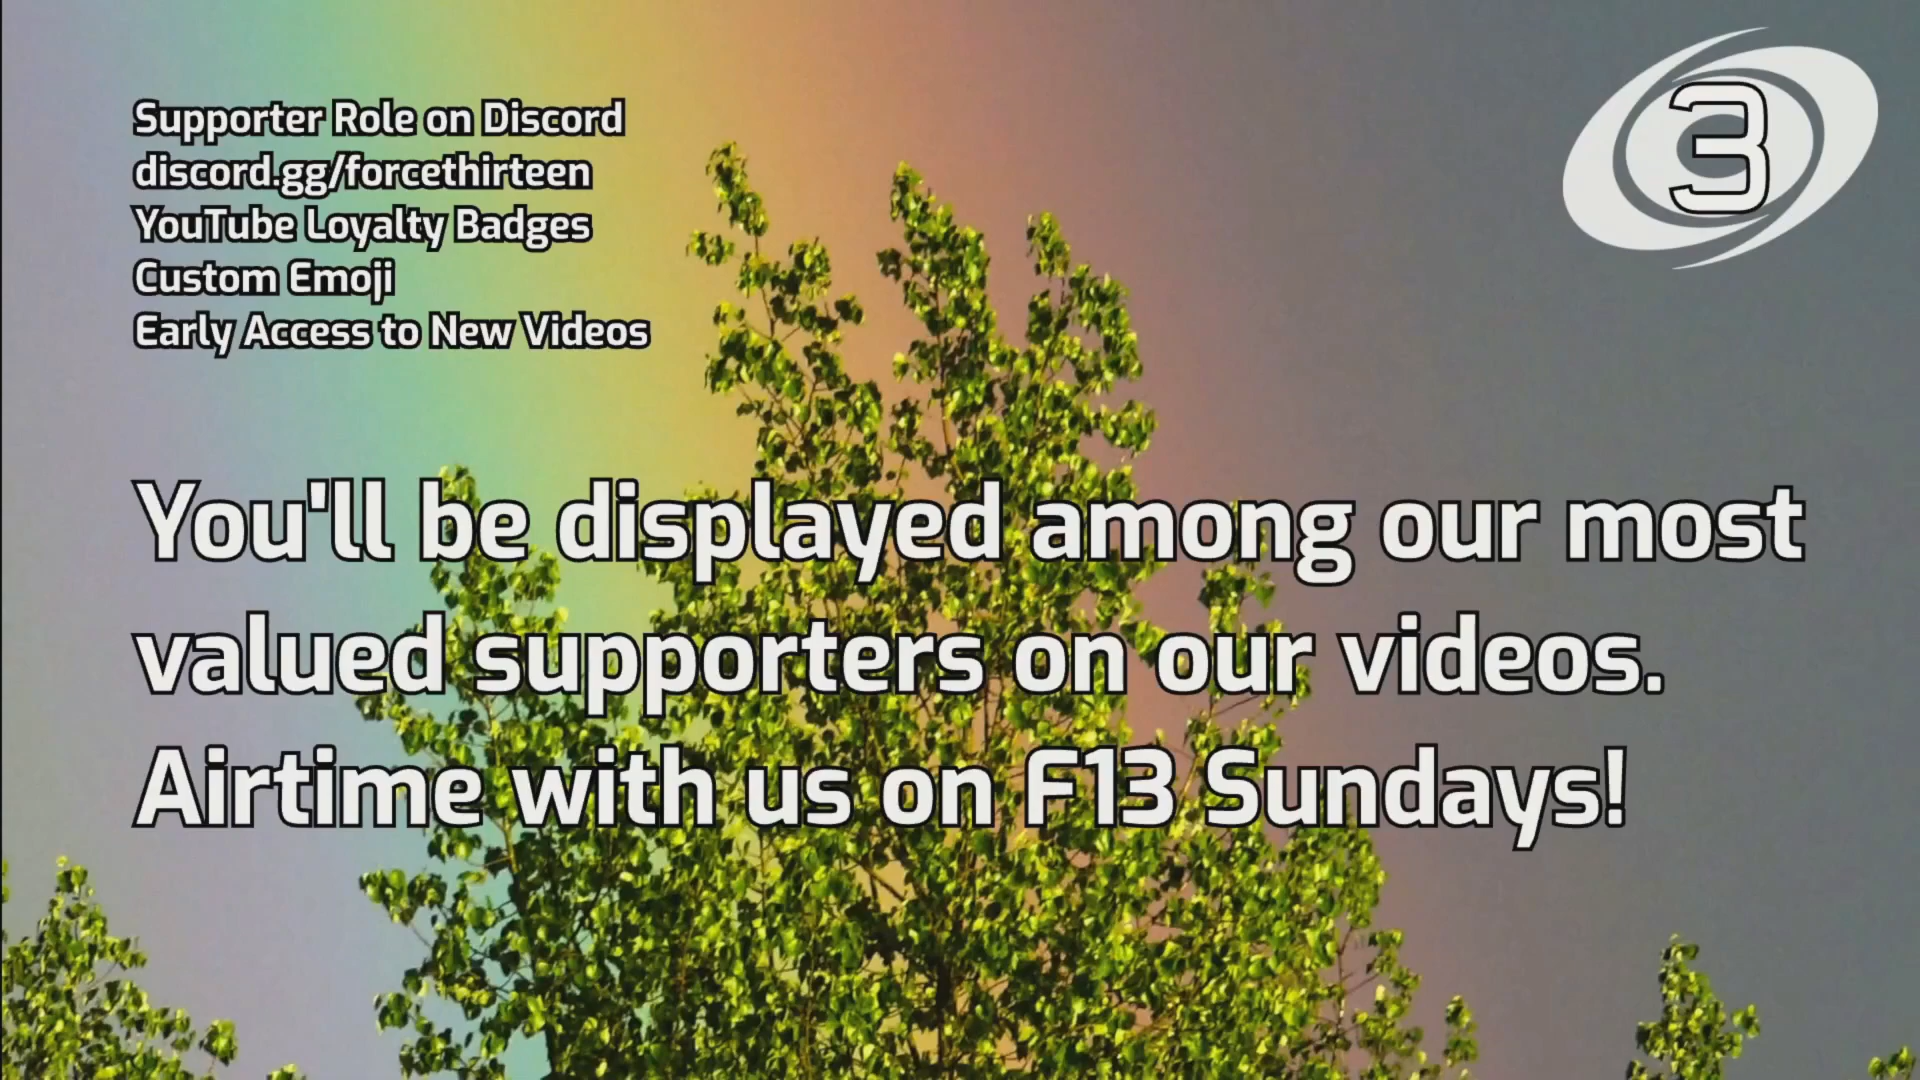 Supporter Role on Discord
discord.gg/forcethirteen
YouTube Loyalty Badges
Custom Emoji
Early Access to New Videos
3
You'll be displayed among our most
valued supporters on our videos.
Airtime with us on F13 Sundays!